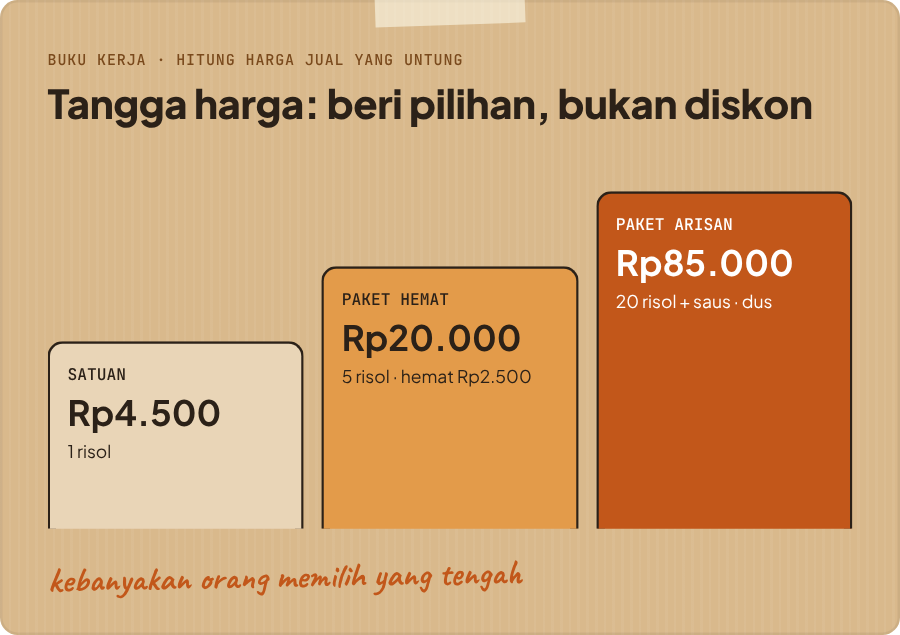 BUKU KERJA · HITUNG HARGA JUAL YANG UNTUNG
Tangga harga: beri pilihan, bukan diskon
SATUAN
Rp4.500
1 risol
PAKET HEMAT
Rp20.000
5 risol · hemat Rp2.500
PAKET ARISAN
Rp85.000
20 risol + saus · dus
kebanyakan orang memilih yang tengah